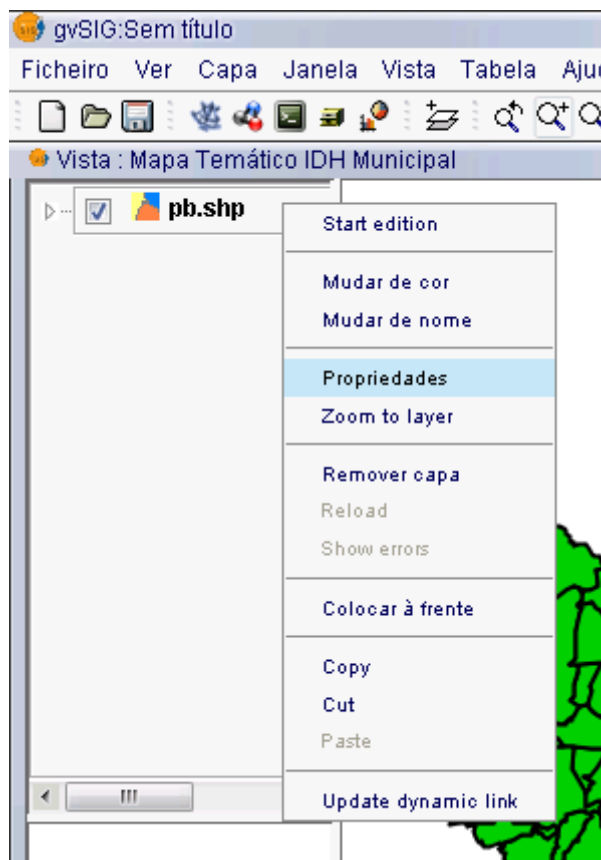 gvSIG:Sem título
Ficheiro Ver Capa Janela Vista Tabela
Vista : Mapa Temático IDH Municipal
pb.shp
Start edition
Mudar de cor
Mudar de nome
Propriedades
Zoom to layer
Remover capa
Reload
Show errors
Colocar à frente
Copy
Cut
Paste
Update dynamic link